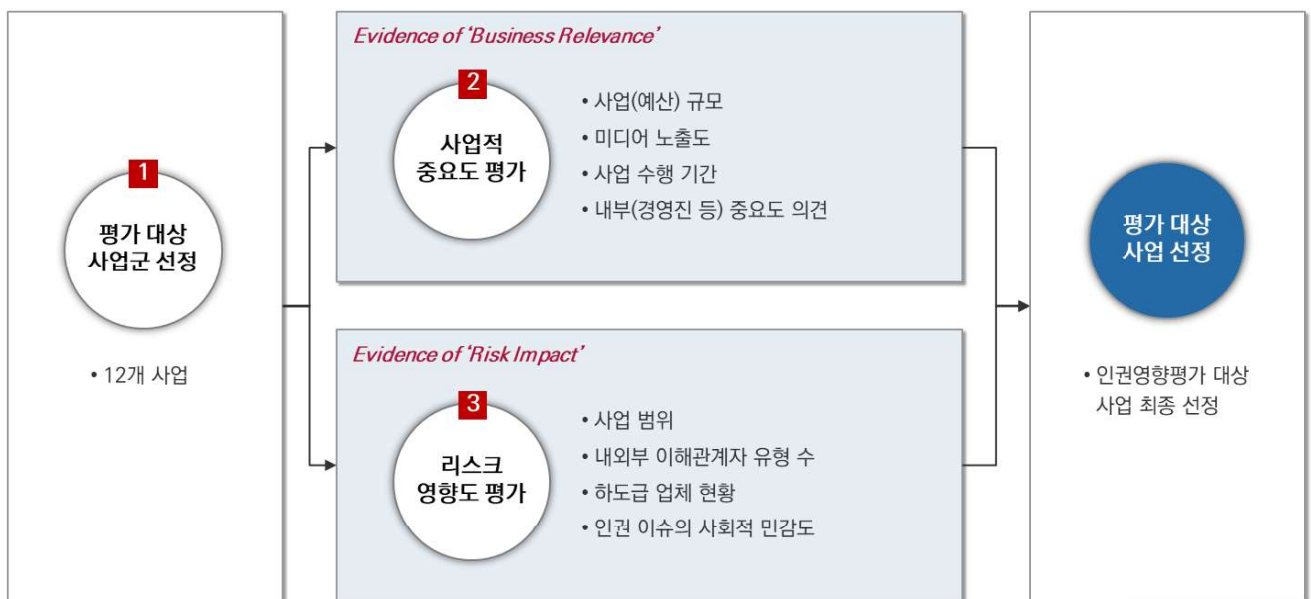 1
평가 대상
사업군 선정
• 12개 사업
Evidence of ‘Business Relevance’
2
사업적
중요도 평가
• 사업(예산) 규모
• 미디어 노출도
• 사업 수행 기간
• 내부(경영진 등) 중요도 의견
Evidence of ‘Risk Impact’
3
리스크
영향도 평가
• 사업 범위
• 내외부 이해관계자 유형 수
• 하도급 업체 현황
• 인권 이슈의 사회적 민감도
평가 대상
사업 선정
• 인권영향평가 대상
사업 최종 선정